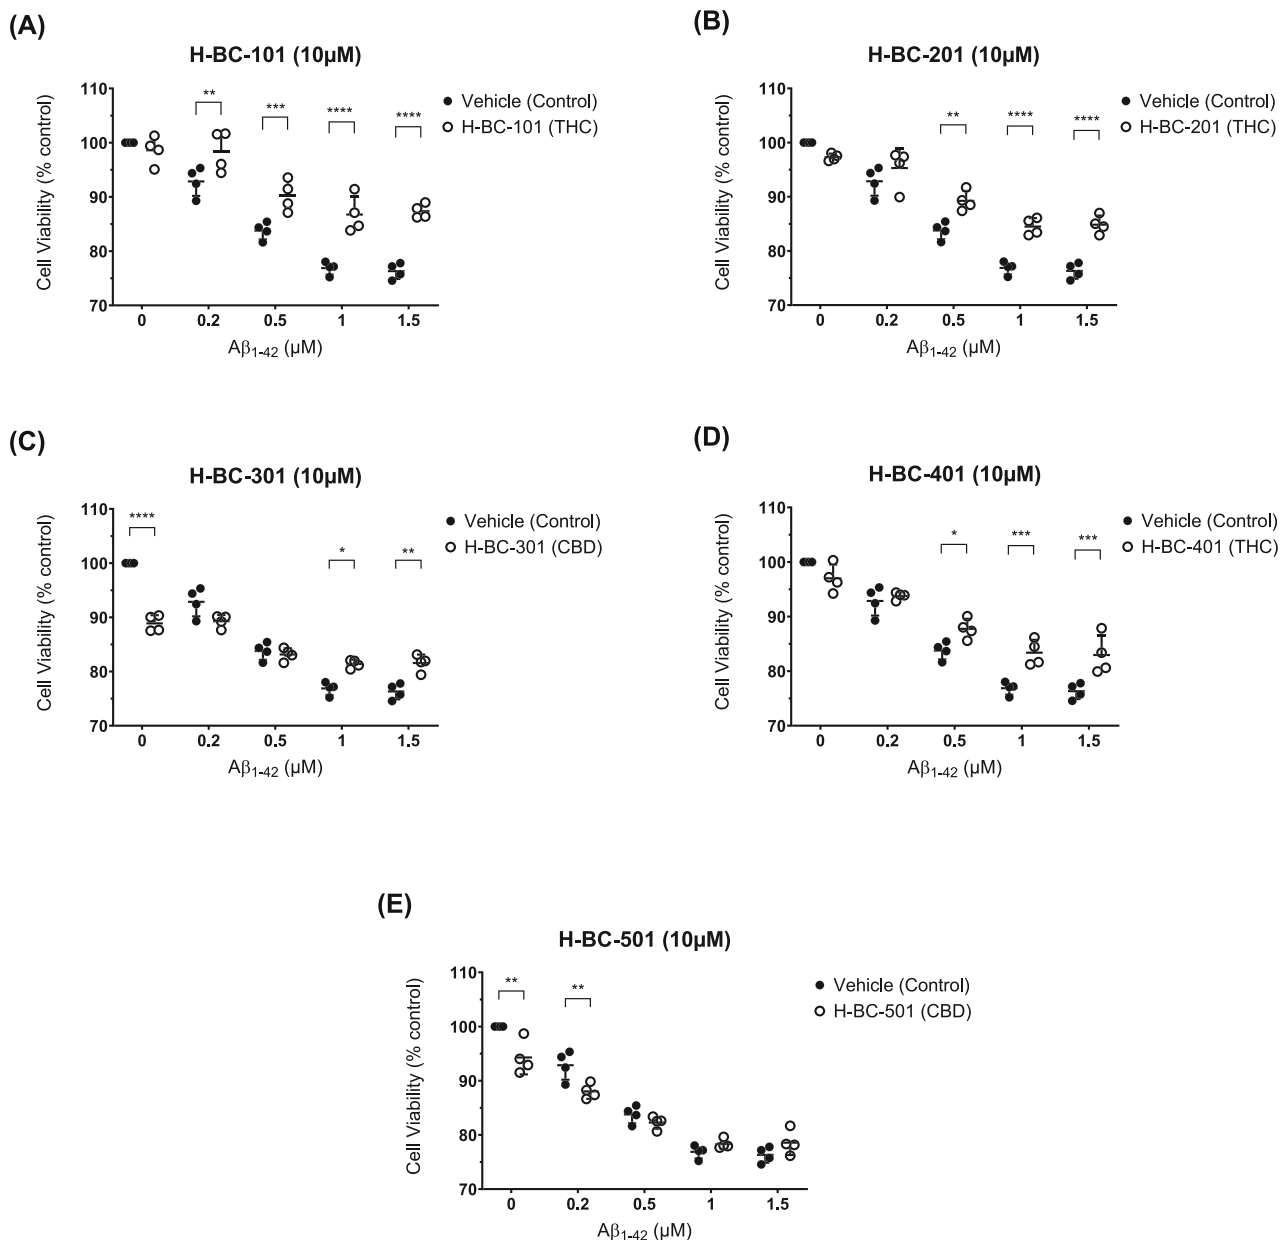 (A)
H-BC-101 (10µM)
Cell Viability (% control)
110
100
90
80
70
** *** **** ****
0 0.2 0.5 1 1.5
Aβ1-42 (µM)
Vehicle (Control)
H-BC-101 (THC)
(B)
H-BC-201 (10µM)
Cell Viability (% control)
110
100
90
80
70
** **** ****
0 0.2 0.5 1 1.5
Aβ1-42 (µM)
Vehicle (Control)
H-BC-201 (THC)
(C)
H-BC-301 (10µM)
Cell Viability (% control)
110
100
90
80
70
**** * **
0 0.2 0.5 1 1.5
Aβ1-42 (µM)
Vehicle (Control)
H-BC-301 (CBD)
(D)
H-BC-401 (10µM)
Cell Viability (% control)
110
100
90
80
70
* *** ***
0 0.2 0.5 1 1.5
Aβ1-42 (µM)
Vehicle (Control)
H-BC-401 (THC)
(E)
H-BC-501 (10µM)
Cell Viability (% control)
110
100
90
80
70
** **
0 0.2 0.5 1 1.5
Aβ1-42 (µM)
Vehicle (Control)
H-BC-501 (CBD)